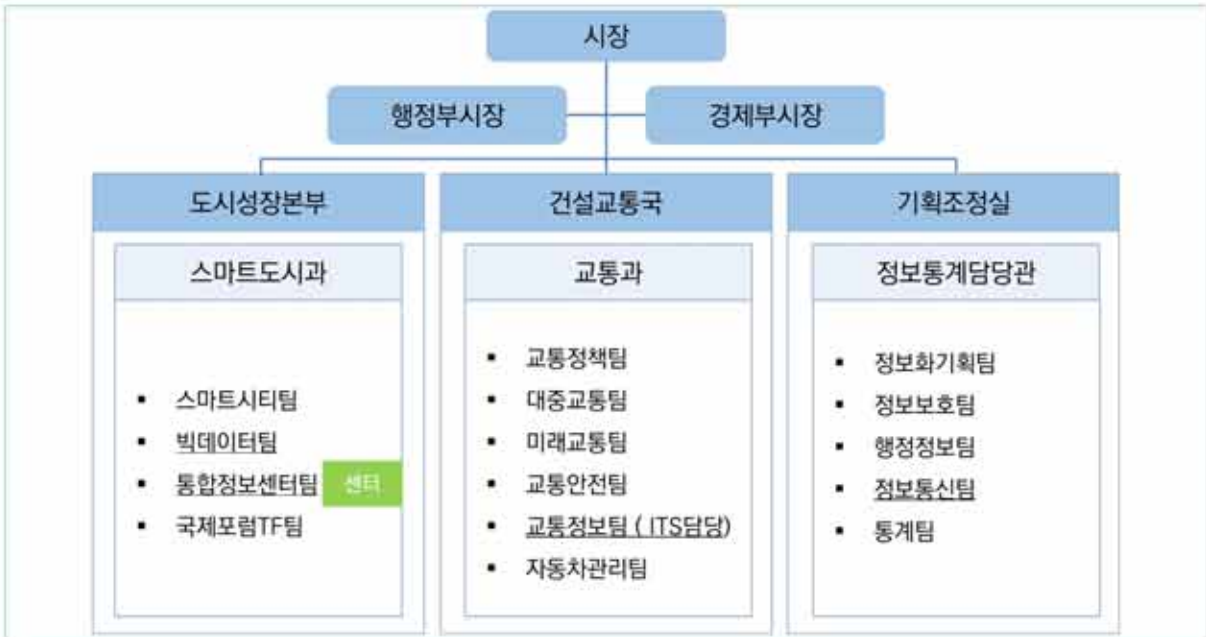 시장
행정부시장
경제부시장
도시성장본부
스마트도시과
▪ 스마트시티팀
▪ 빅데이터팀
▪ 통합정보센터팀 센터
▪ 국제포럼TF팀
건설교통국
교통과
▪ 교통정책팀
▪ 대중교통팀
▪ 미래교통팀
▪ 교통안전팀
▪ 교통정보팀 ( ITS담당)
▪ 자동차관리팀
기획조정실
정보통계담당관
▪ 정보화기획팀
▪ 정보보호팀
▪ 행정정보팀
▪ 정보통신팀
▪ 통계팀